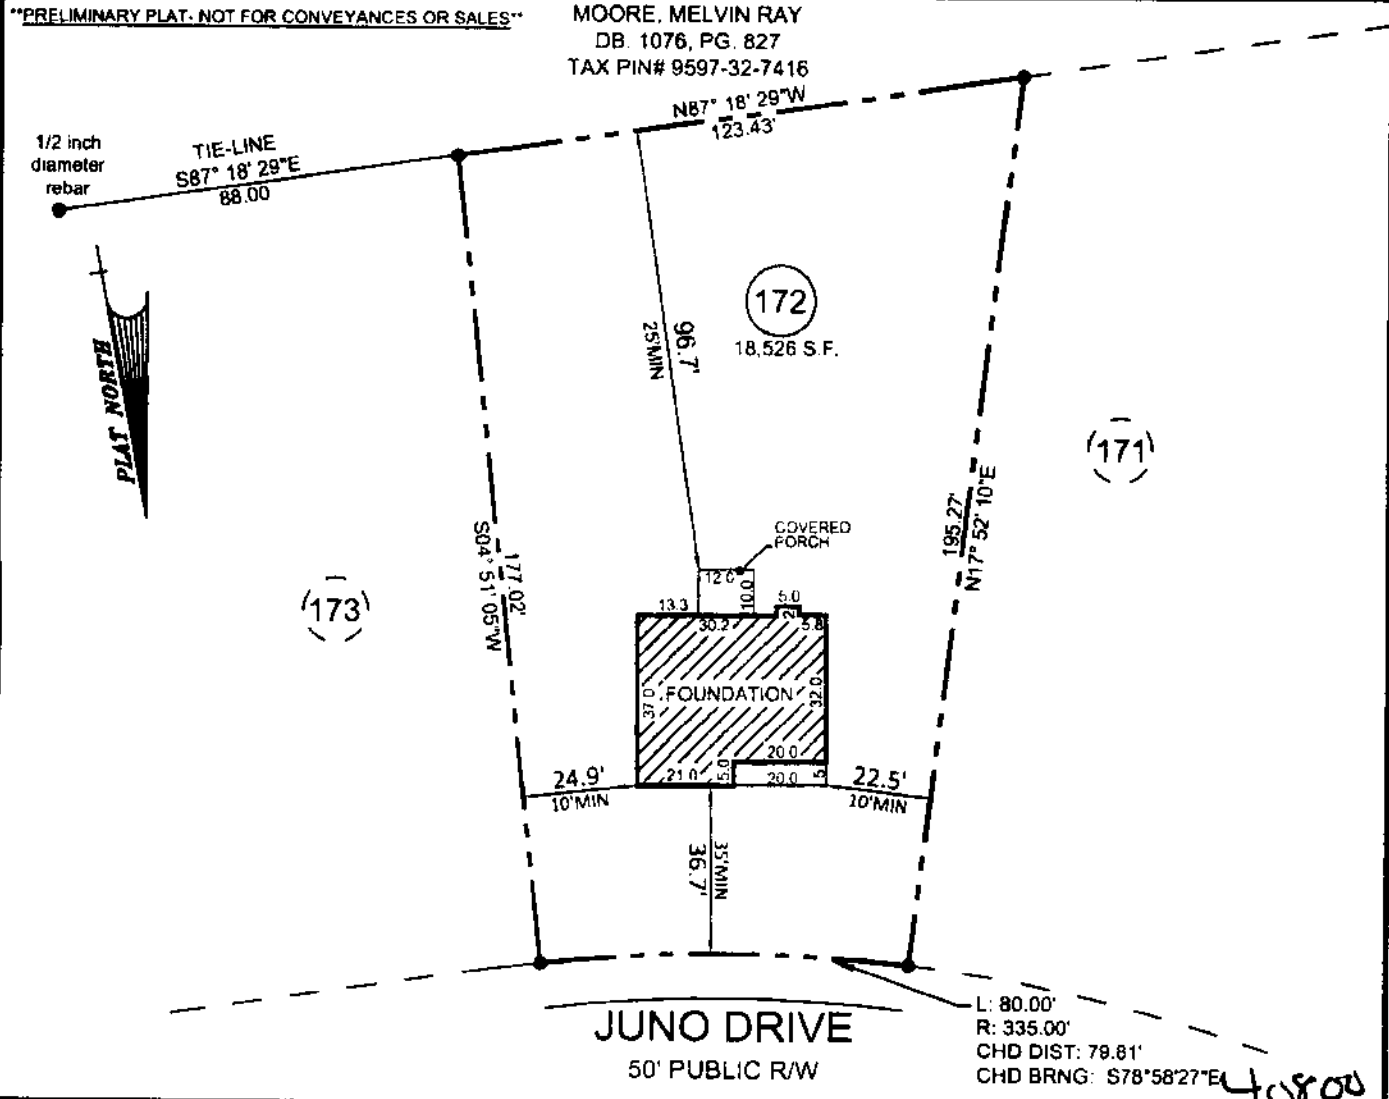 "PRELIMINARY PLAT- NOT FOR CONVEYANCES OR SALES"
MOORE, MELVIN RAY
DB. 1076, PG. 827
TAX PIN# 9597-32-7416
N87° 18' 29"W
123.43'
1/2 inch
diameter
rebar
TIE-LINE
S87° 18' 29"E
88.00
PLAT NORTH
172
18,526 S.F.
96.7'
25'MIN
171
195.27'
N17° 52' 10"E
173
177.02'
S04° 51' 05"W
COVERED
PORCH
12.0
10.0
13.3
30.2
5.0
2
5.8
37.0
FOUNDATION
32.0
20.0
21.0
5.0
20.0
5
24.9'
10'MIN
22.5'
10'MIN
35'MIN
36.7'
JUNO DRIVE
50' PUBLIC R/W
L: 80.00'
R: 335.00'
CHD DIST: 79.81'
CHD BRNG: S78°58'27"E